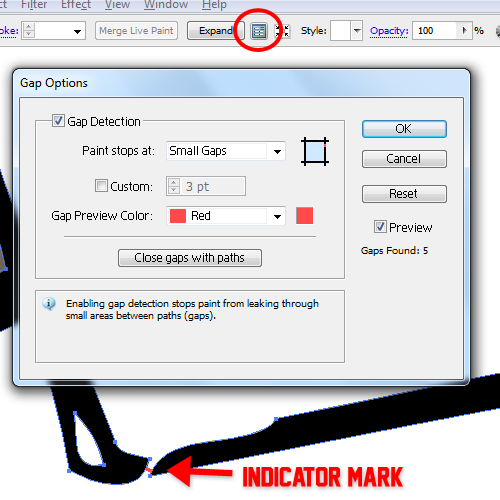 Filter Effect View Window Help
Merge Live Paint Expand Style: Opacity: 100 %
Gap Options
Gap Detection
Paint stops at: Small Gaps
Custom: 3 pt
Gap Preview Color: Red
Close gaps with paths
OK
Cancel
Reset
Preview
Gaps Found: 5
Enabling gap detection stops paint from leaking through
small areas between paths (gaps).
INDICATOR MARK